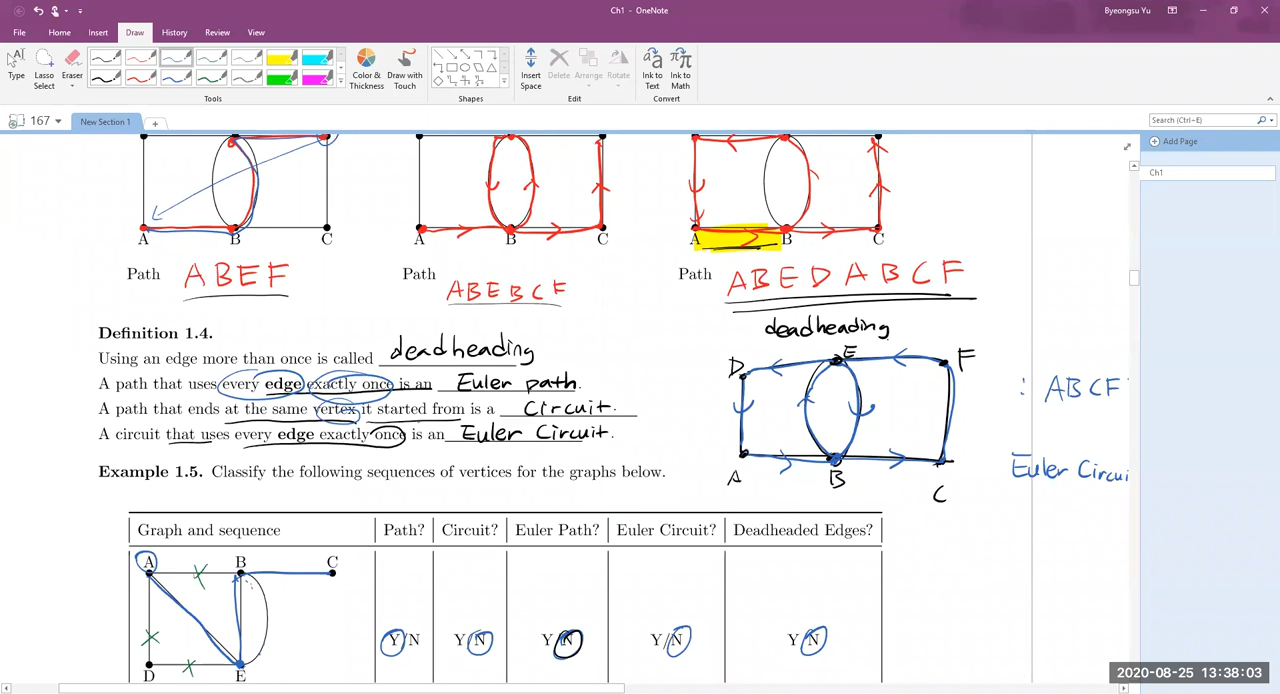 Ch1 - OneNote
Byeongsu Yu
File Home Insert Draw History Review View
Type Lasso Select Eraser Color & Thickness Draw with Touch Insert Space Delete Arrange Rotate Ink to Text Ink to Math
Tools Shapes Edit Convert
167 New Section 1 Search (Ctrl+E)
Add Page
Ch1
A B C A B C A B C
Path A B E F Path A B E B C F Path A B E D A B C F
deadheading
Definition 1.4.
Using an edge more than once is called deadheading
A path that uses every edge exactly once is an Euler path.
A path that ends at the same vertex it started from is a Circuit.
A circuit that uses every edge exactly once is an Euler Circuit.
D E F
A B C
: A B C F
Euler Circui
Example 1.5. Classify the following sequences of vertices for the graphs below.
Graph and sequence Path? Circuit? Euler Path? Euler Circuit? Deadheaded Edges?
A B C
Y/N Y/N Y/N Y/N Y/N
D E
2020-08-25 13:38:03